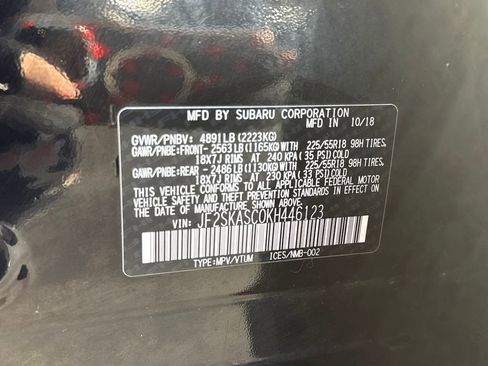 MFD BY SUBARU CORPORATION
MFD IN 10/18
GVWR/PNBV: 4891LB(2223KG)
GAWR/PNBE:FRONT- 2563LB(1165KG)WITH 225/55R18 98H TIRES,
18X7J RIMS AT 240 KPA(35 PSI)COLD
GAWR/PNBE:REAR - 2486LB(1130KG)WITH 225/55R18 98H TIRES,
18X7J RIMS AT 230 KPA(33 PSI)COLD
THIS VEHICLE CONFORMS TO ALL APPLICABLE FEDERAL MOTOR
VEHICLE SAFETY AND THEFT PREVENTION STANDARDS IN EFFECT ON
THE DATE OF MANUFACTURE SHOWN ABOVE.
VIN: JF2SKASC0KH446123
TYPE:MPV/VTUM ICES/NMB-002